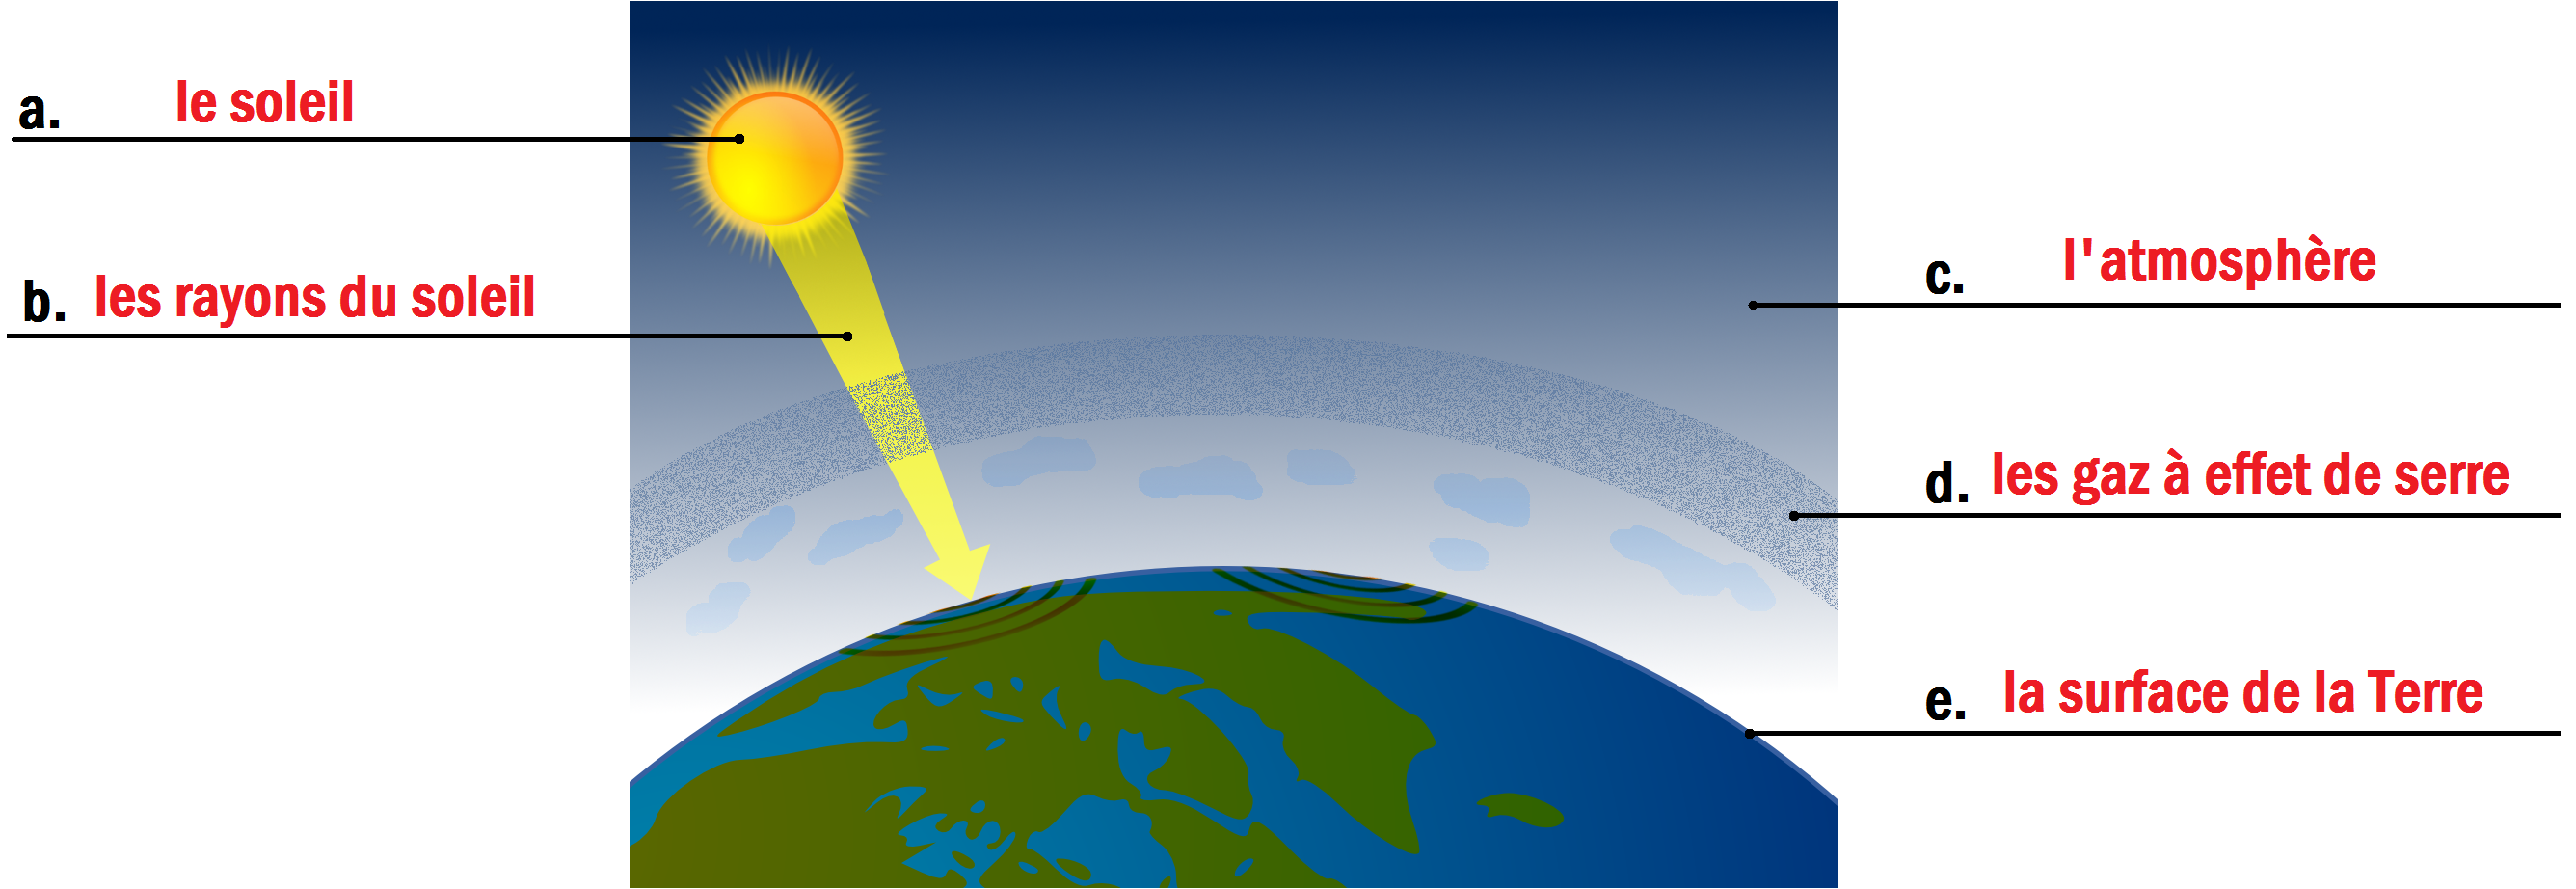 a. le soleil
b. les rayons du soleil
c. l'atmosphère
d. les gaz à effet de serre
e. la surface de la Terre